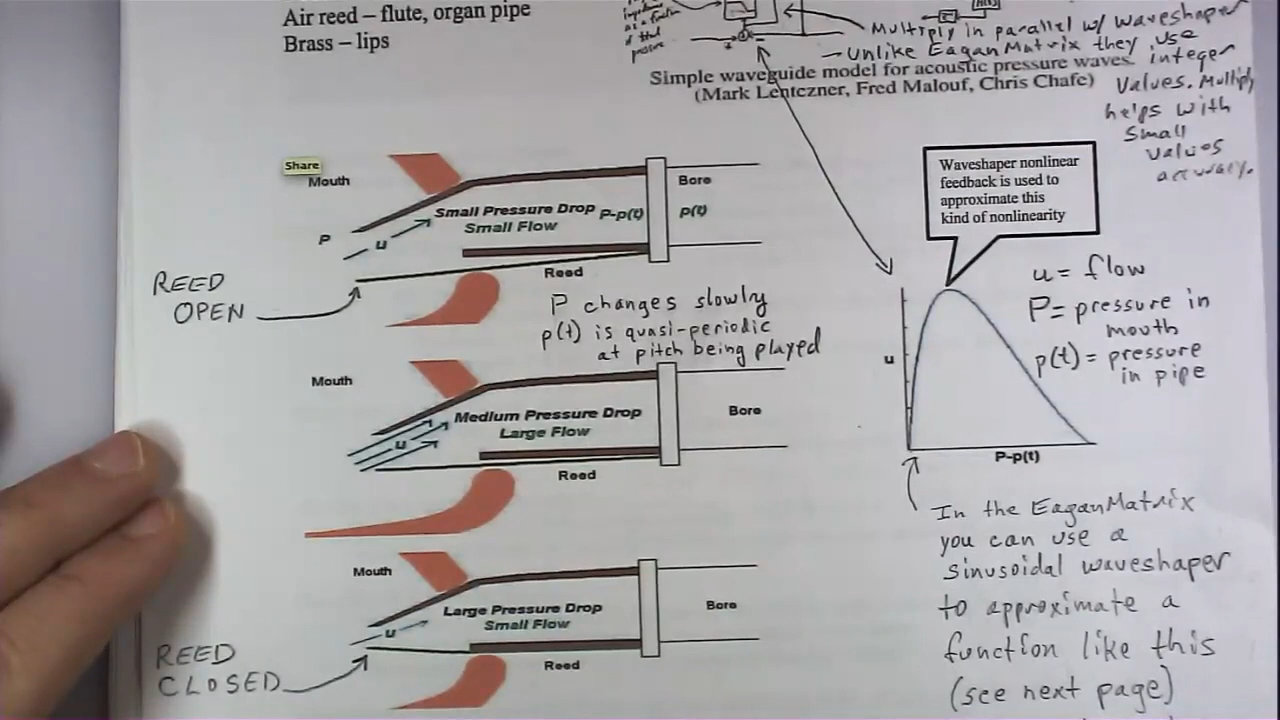 Air reed – flute, organ pipe
Brass – lips
as a function
of
pressure
Multiply in parallel w/ waveshaper
– Unlike EaganMatrix they use
integer
values. Multiply
helps with
small
values
accuracy.
Simple waveguide model for acoustic pressure waves.
(Mark Lentczner, Fred Malouf, Chris Chafe)
Share
Mouth
Bore
Small Pressure Drop P-p(t)
p(t)
Small Flow
P
u
Reed
REED
OPEN
P changes slowly
p(t) is quasi-periodic
at pitch being played
Mouth
Medium Pressure Drop
Large Flow
u
Bore
Reed
Mouth
Large Pressure Drop
Small Flow
u
Bore
Reed
REED
CLOSED
Waveshaper nonlinear
feedback is used to
approximate this
kind of nonlinearity
u = flow
P = pressure in
mouth
p(t) = pressure
in pipe
u
P-p(t)
In the EaganMatrix
you can use a
sinusoidal waveshaper
to approximate a
function like this
(see next page)